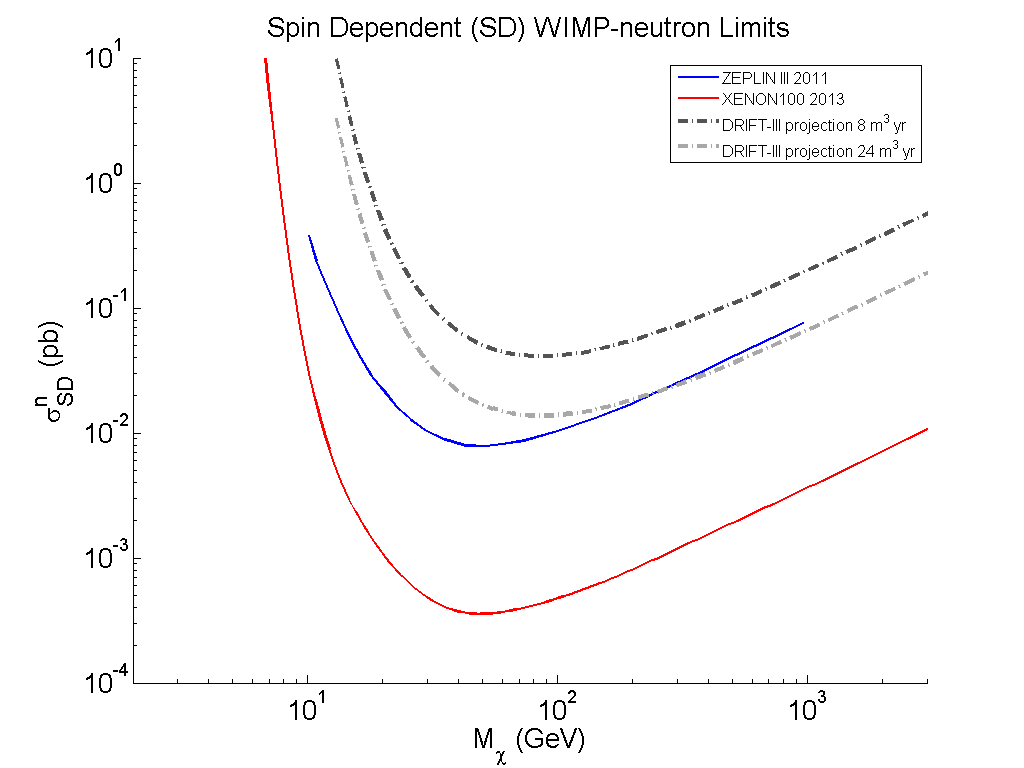 Spin Dependent (SD) WIMP-neutron Limits
ZEPLIN III 2011
XENON100 2013
DRIFT-III projection 8 m³ yr
DRIFT-III projection 24 m³ yr
10¹
10⁰
10⁻¹
10⁻²
10⁻³
10⁻⁴
σⁿ_SD (pb)
10¹ 10² 10³
M_χ (GeV)